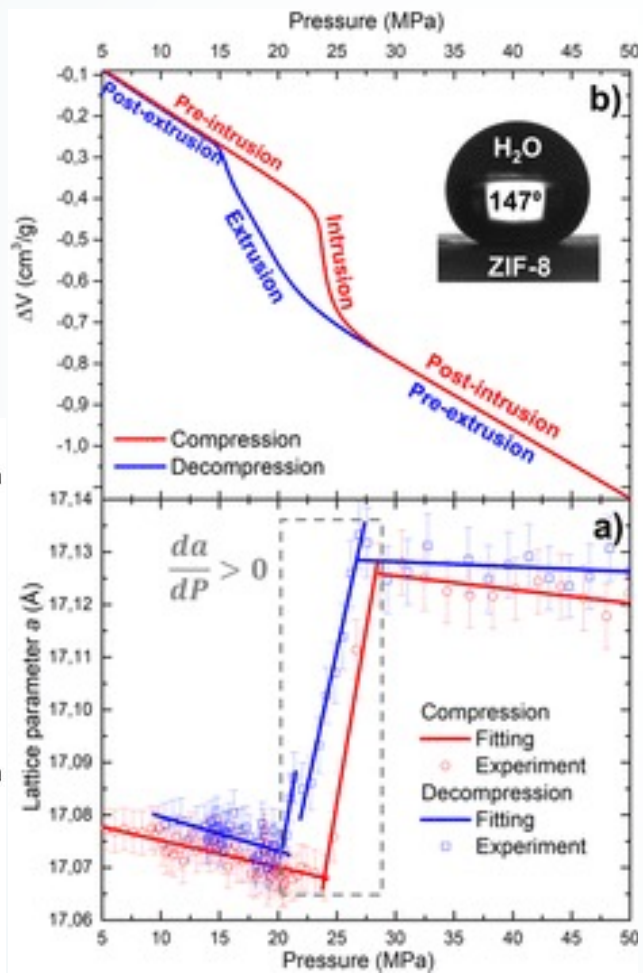 Pressure (MPa)
5 10 15 20 25 30 35 40 45 50
b)
-0,1
-0,2
-0,3
-0,4
-0,5
-0,6
-0,7
-0,8
-0,9
-1,0
ΔV (cm³/g)
Post-extrusion
Pre-intrusion
Extrusion
Intrusion
H₂O
147º
ZIF-8
Post-intrusion
Pre-extrusion
Compression
Decompression
a)
17,14
17,13
17,12
17,11
17,10
17,09
17,08
17,07
17,06
Lattice parameter a (Å)
da
dP > 0
Compression
Fitting
Experiment
Decompression
Fitting
Experiment
5 10 15 20 25 30 35 40 45 50
Pressure (MPa)